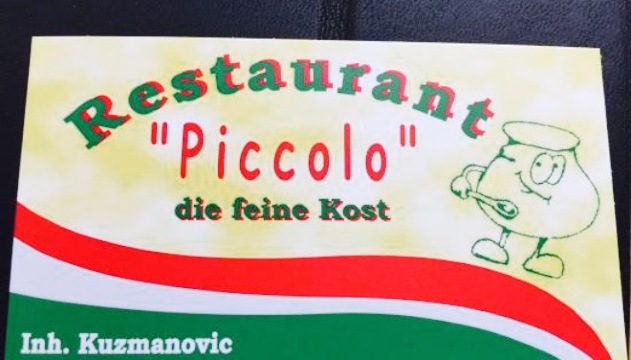 Restaurant
"Piccolo"
die feine Kost
Inh. Kuzmanovic